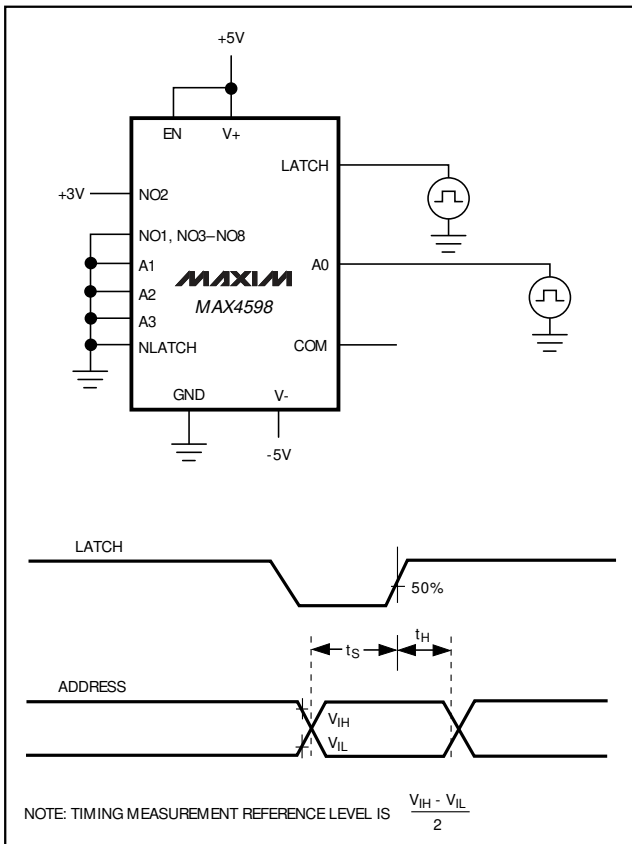 +5V
EN V+
LATCH
+3V NO2
NO1, NO3–NO8
A1
A0
MAXIM
A2
MAX4598
A3
NLATCH
COM
GND V-
-5V
LATCH
50%
tS tH
ADDRESS
VIH
VIL
NOTE: TIMING MEASUREMENT REFERENCE LEVEL IS VIH - VIL
2